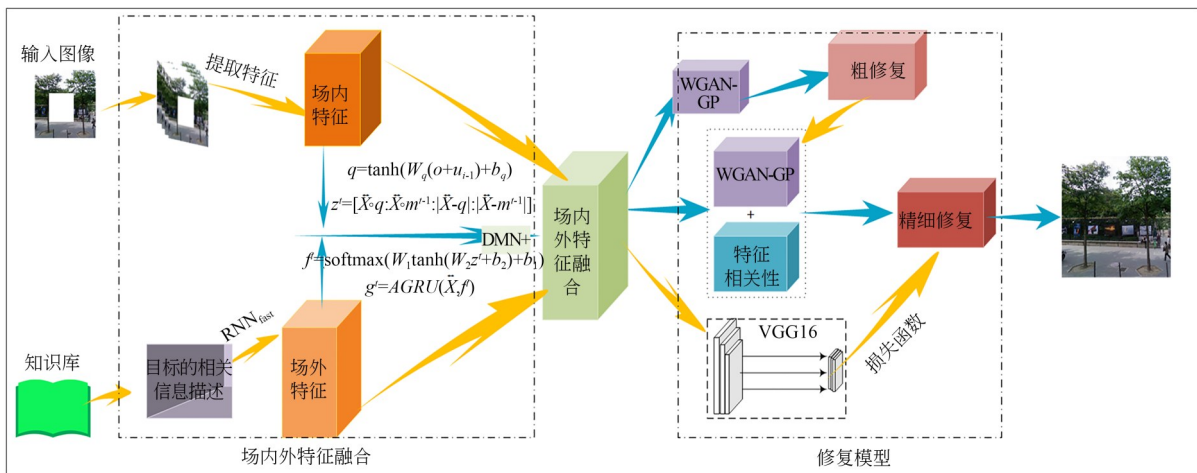 输入图像
提取特征
场内
特征
q=tanh(W_q(o+u_{i-1})+b_q)
z^t=[Ẍ∘q:Ẍ∘m^{t-1}:|Ẍ-q|:|Ẍ-m^{t-1}|]
DMN+
f^t=softmax(W_1tanh(W_2z^t+b_2)+b_1)
g^t=AGRU(Ẍ,f^t)
知识库
目标的相关
信息描述
RNN_fast
场外
特征
场内外特征融合
场内
外特
征融
合
WGAN-
GP
粗修复
WGAN-GP
+
特征
相关性
精细修复
VGG16
损失函数
修复模型